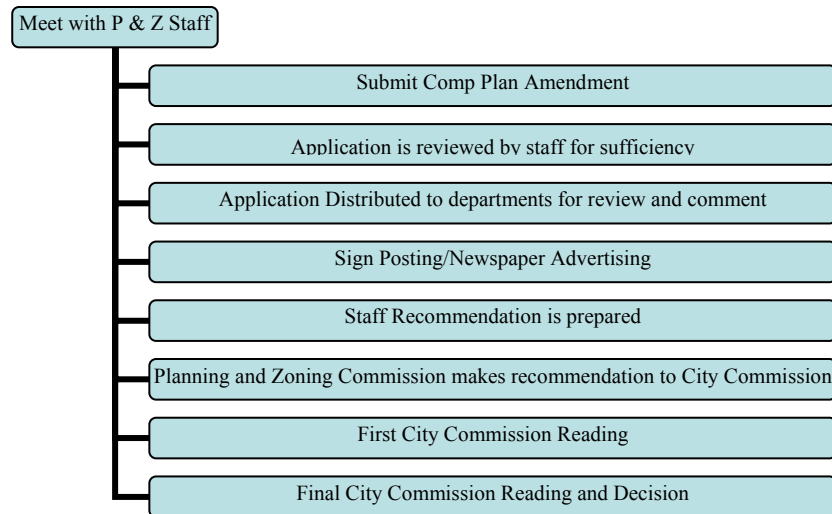 Meet with P & Z Staff
Submit Comp Plan Amendment
Application is reviewed by staff for sufficiency
Application Distributed to departments for review and comment
Sign Posting/Newspaper Advertising
Staff Recommendation is prepared
Planning and Zoning Commission makes recommendation to City Commission
First City Commission Reading
Final City Commission Reading and Decision